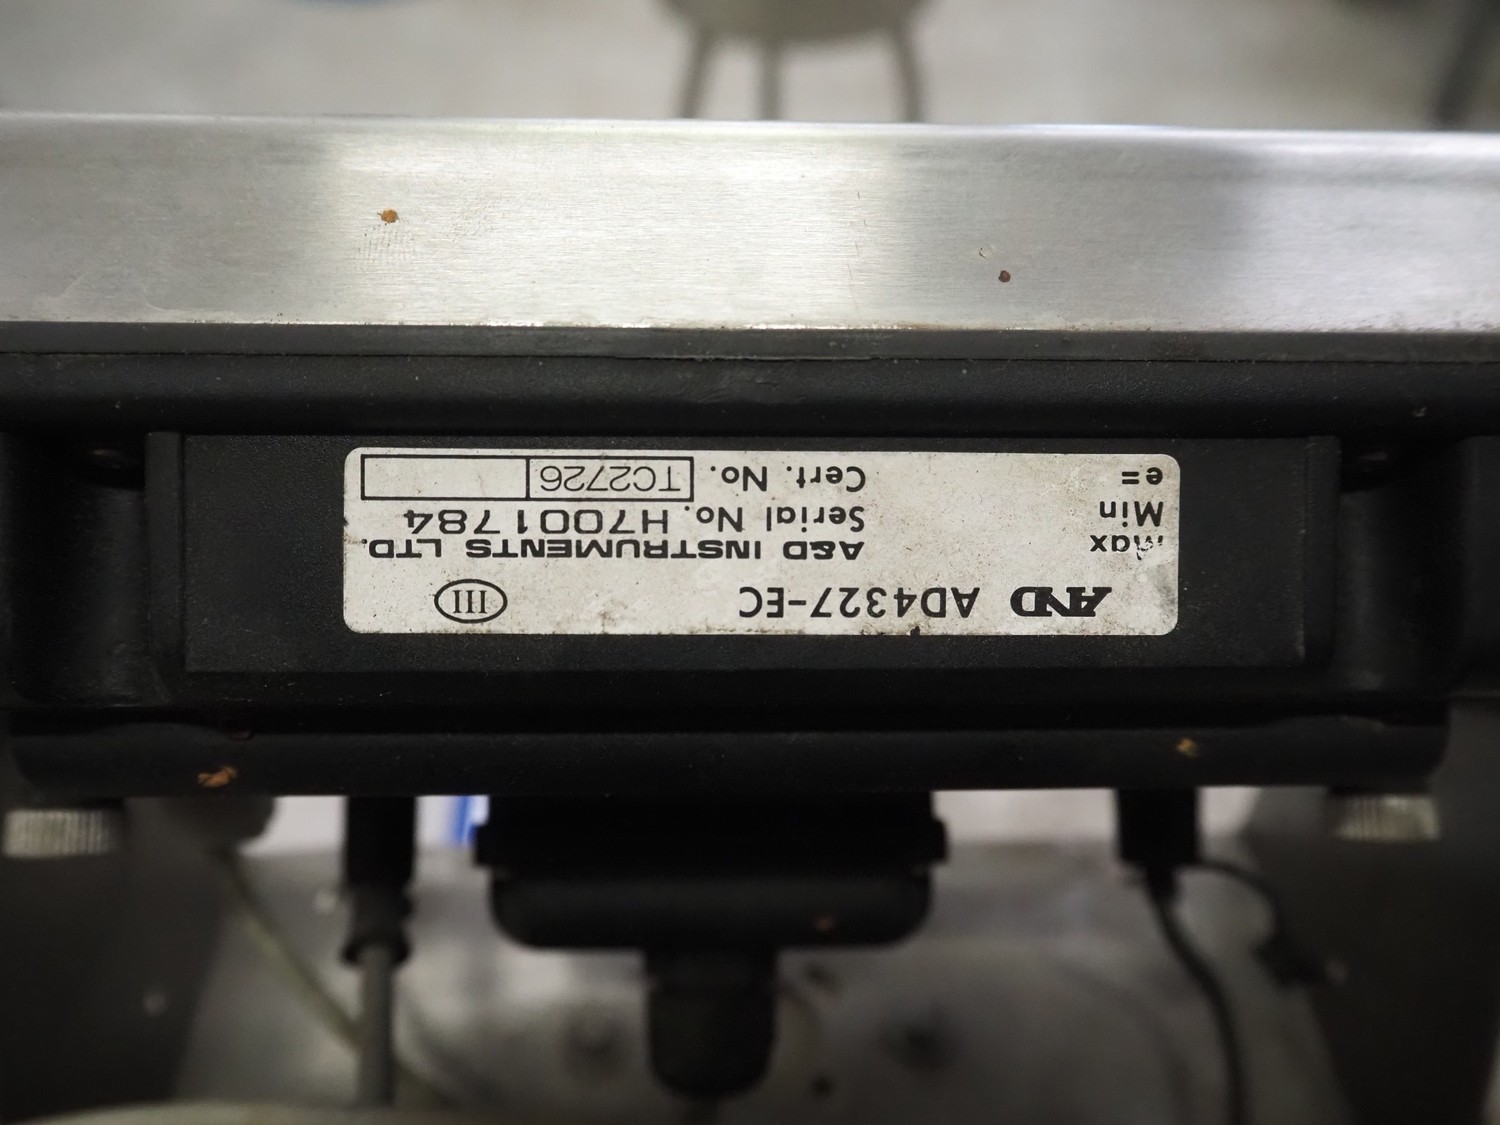 AND AD4327-EC III
Max
Min
e=
A&D INSTRUMENTS LTD.
Serial No. H7001784
Cert. No. TC2726